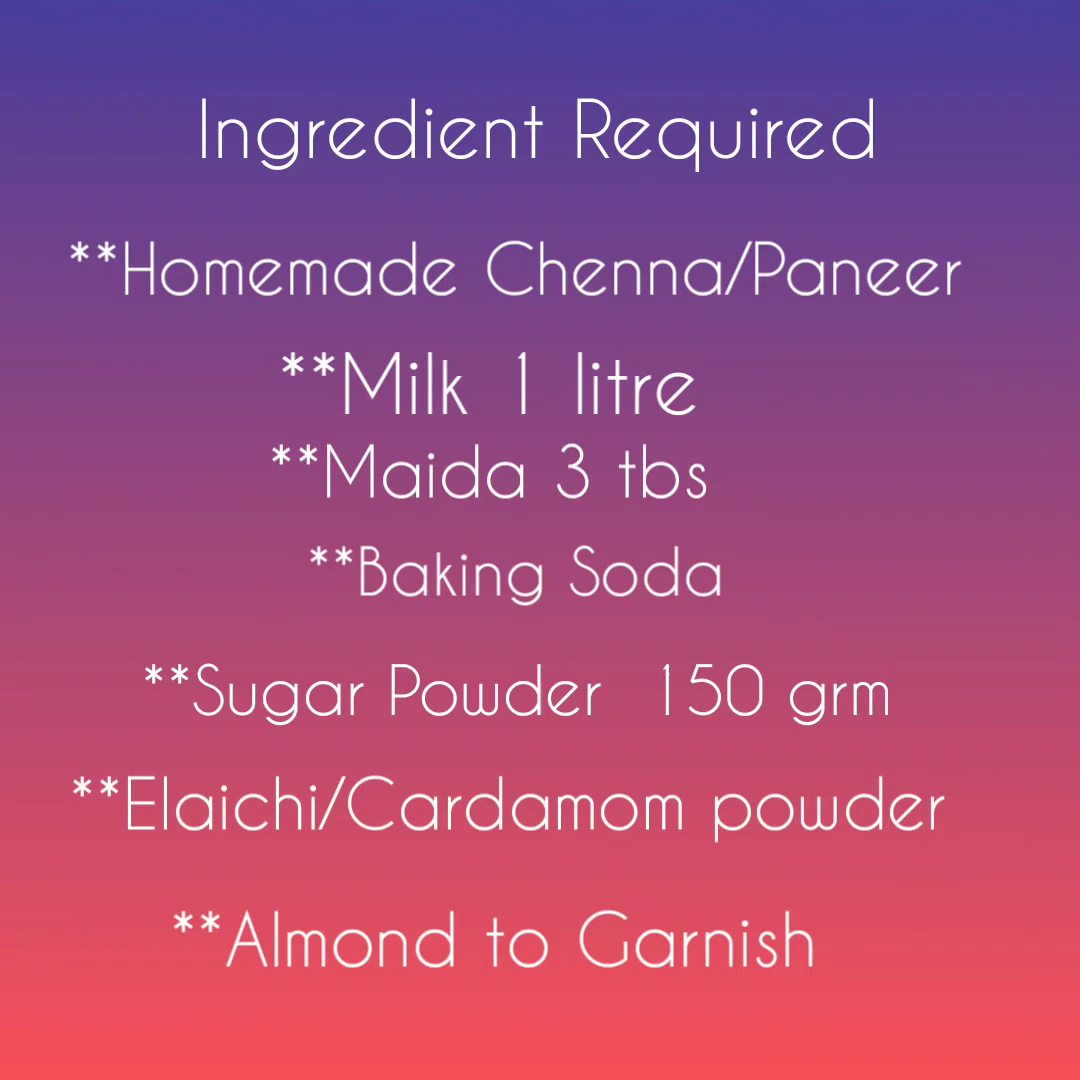 Ingredient Required
**Homemade Chenna/Paneer
**Milk 1 litre
**Maida 3 tbs
**Baking Soda
**Sugar Powder 150 grm
**Elaichi/Cardamom powder
**Almond to Garnish